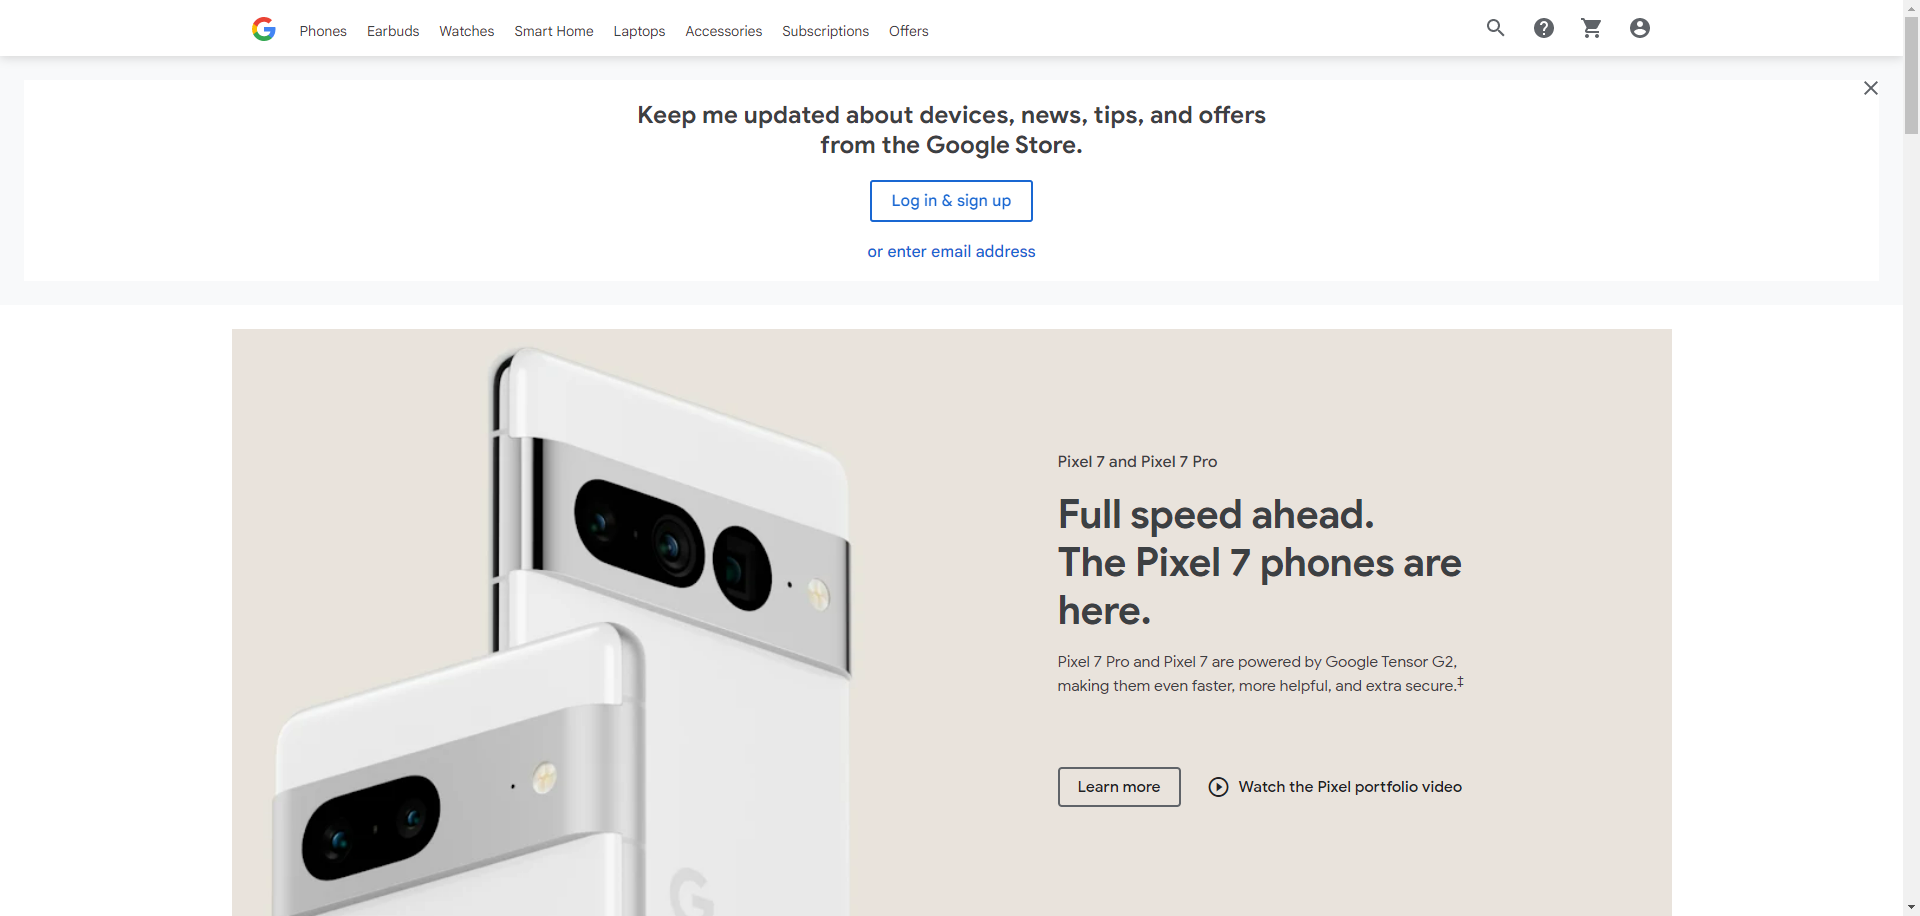 Phones Earbuds Watches Smart Home Laptops Accessories Subscriptions Offers
Keep me updated about devices, news, tips, and offers
from the Google Store.
Log in & sign up
or enter email address
Pixel 7 and Pixel 7 Pro
Full speed ahead.
The Pixel 7 phones are
here.
Pixel 7 Pro and Pixel 7 are powered by Google Tensor G2,
making them even faster, more helpful, and extra secure.‡
Learn more
Watch the Pixel portfolio video